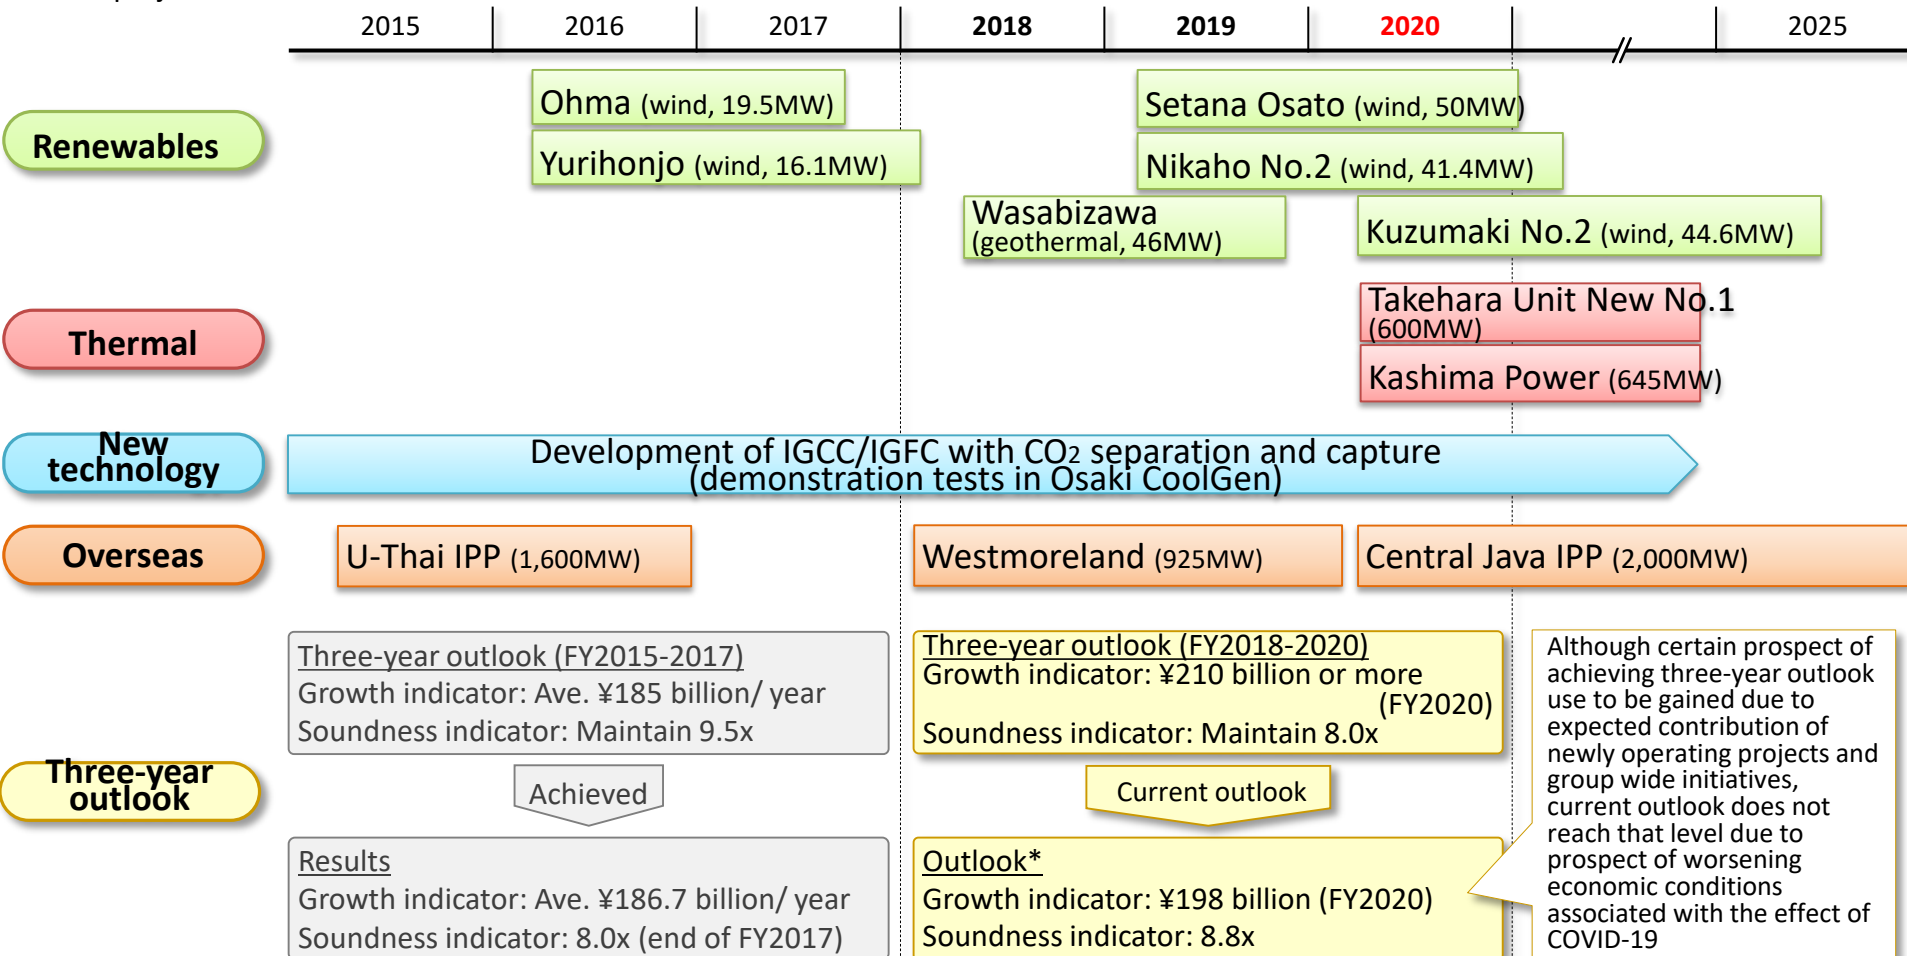 2015 2016 2017 2018 2019 2020 2025
Renewables
Ohma (wind, 19.5MW)
Yurihonjo (wind, 16.1MW)
Setana Osato (wind, 50MW)
Nikaho No.2 (wind, 41.4MW)
Wasabizawa
(geothermal, 46MW)
Kuzumaki No.2 (wind, 44.6MW)
Thermal
Takehara Unit New No.1
(600MW)
Kashima Power (645MW)
New
technology
Development of IGCC/IGFC with CO2 separation and capture
(demonstration tests in Osaki CoolGen)
Overseas
U-Thai IPP (1,600MW)
Westmoreland (925MW)
Central Java IPP (2,000MW)
Three-year
outlook
Three-year outlook (FY2015-2017)
Growth indicator: Ave. ¥185 billion/ year
Soundness indicator: Maintain 9.5x
Achieved
Results
Growth indicator: Ave. ¥186.7 billion/ year
Soundness indicator: 8.0x (end of FY2017)
Three-year outlook (FY2018-2020)
Growth indicator: ¥210 billion or more
(FY2020)
Soundness indicator: Maintain 8.0x
Current outlook
Outlook*
Growth indicator: ¥198 billion (FY2020)
Soundness indicator: 8.8x
Although certain prospect of
achieving three-year outlook
use to be gained due to
expected contribution of
newly operating projects and
group wide initiatives,
current outlook does not
reach that level due to
prospect of worsening
economic conditions
associated with the effect of
COVID-19